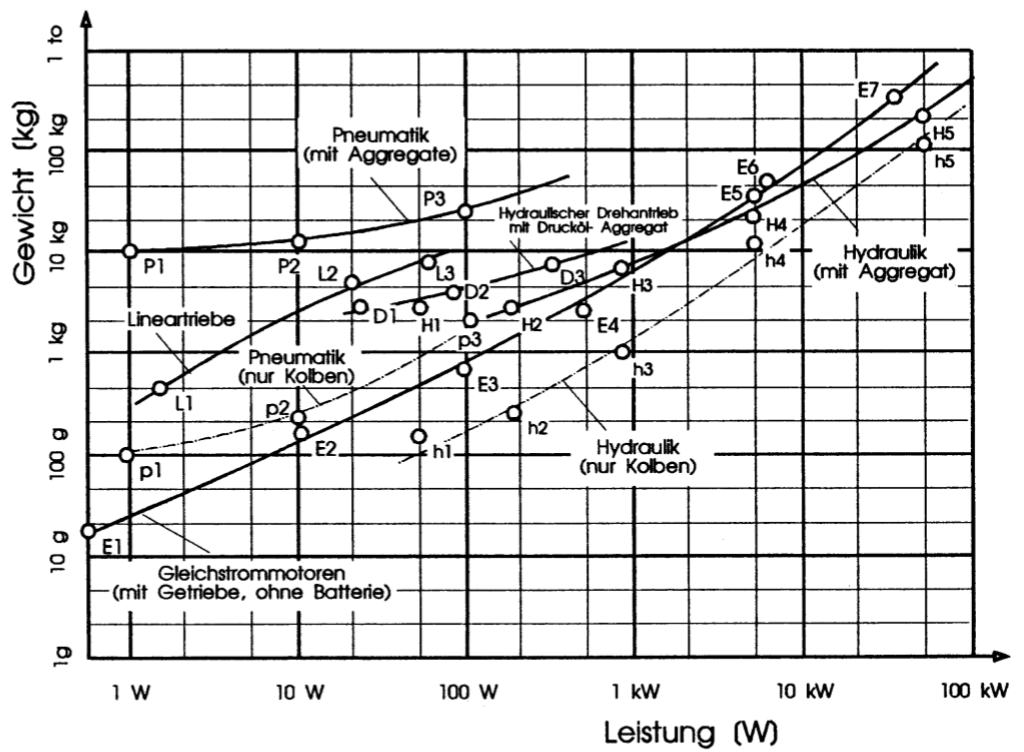 1 to
Gewicht (kg)
100 kg
10 kg
1 kg
100 g
10 g
1g
Pneumatik
(mit Aggregate)
P1
P2
P3
Hydraulischer Drehantrieb
mit Drucköl- Aggregat
D1
D2
D3
Lineartriebe
L1
L2
L3
Pneumatik
(nur Kolben)
p1
p2
p3
H1
H2
H3
H4
H5
Hydraulik
(mit Aggregat)
h1
h2
h3
h4
h5
Hydraulik
(nur Kolben)
E1
E2
E3
E4
E5
E6
E7
Gleichstrommotoren
(mit Getriebe, ohne Batterie)
1 W
10 W
100 W
1 kW
10 kW
100 kW
Leistung (W)